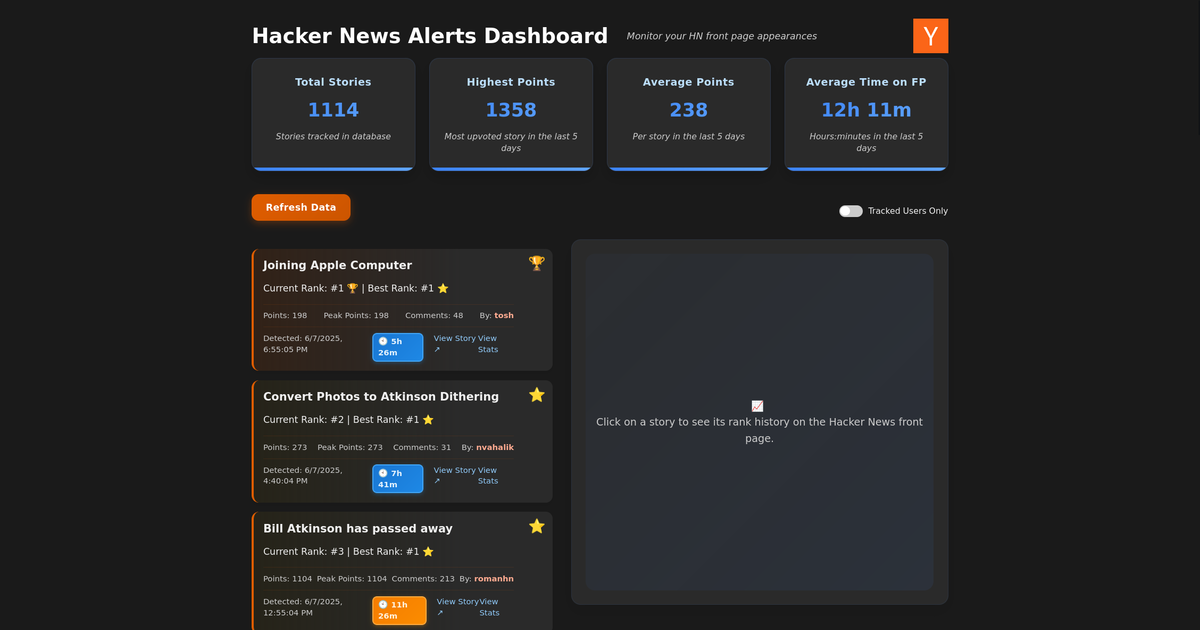 Hacker News Alerts Dashboard
Monitor your HN front page appearances
Y
Total Stories
1114
Stories tracked in database
Highest Points
1358
Most upvoted story in the last 5
days
Average Points
238
Per story in the last 5 days
Average Time on FP
12h 11m
Hours:minutes in the last 5
days
Refresh Data
Tracked Users Only
Joining Apple Computer
Current Rank: #1 🏆 | Best Rank: #1 ⭐
Points: 198 Peak Points: 198 Comments: 48 By: tosh
Detected: 6/7/2025,
6:55:05 PM
🕙 5h
26m
View Story
↗
View
Stats
Convert Photos to Atkinson Dithering
Current Rank: #2 | Best Rank: #1 ⭐
Points: 273 Peak Points: 273 Comments: 31 By: nvahalik
Detected: 6/7/2025,
4:40:04 PM
🕙 7h
41m
View Story
↗
View
Stats
Bill Atkinson has passed away
Current Rank: #3 | Best Rank: #1 ⭐
Points: 1104 Peak Points: 1104 Comments: 213 By: romanhn
Detected: 6/7/2025,
12:55:04 PM
🕙 11h
26m
View Story
↗
View
Stats
Click on a story to see its rank history on the Hacker News front
page.